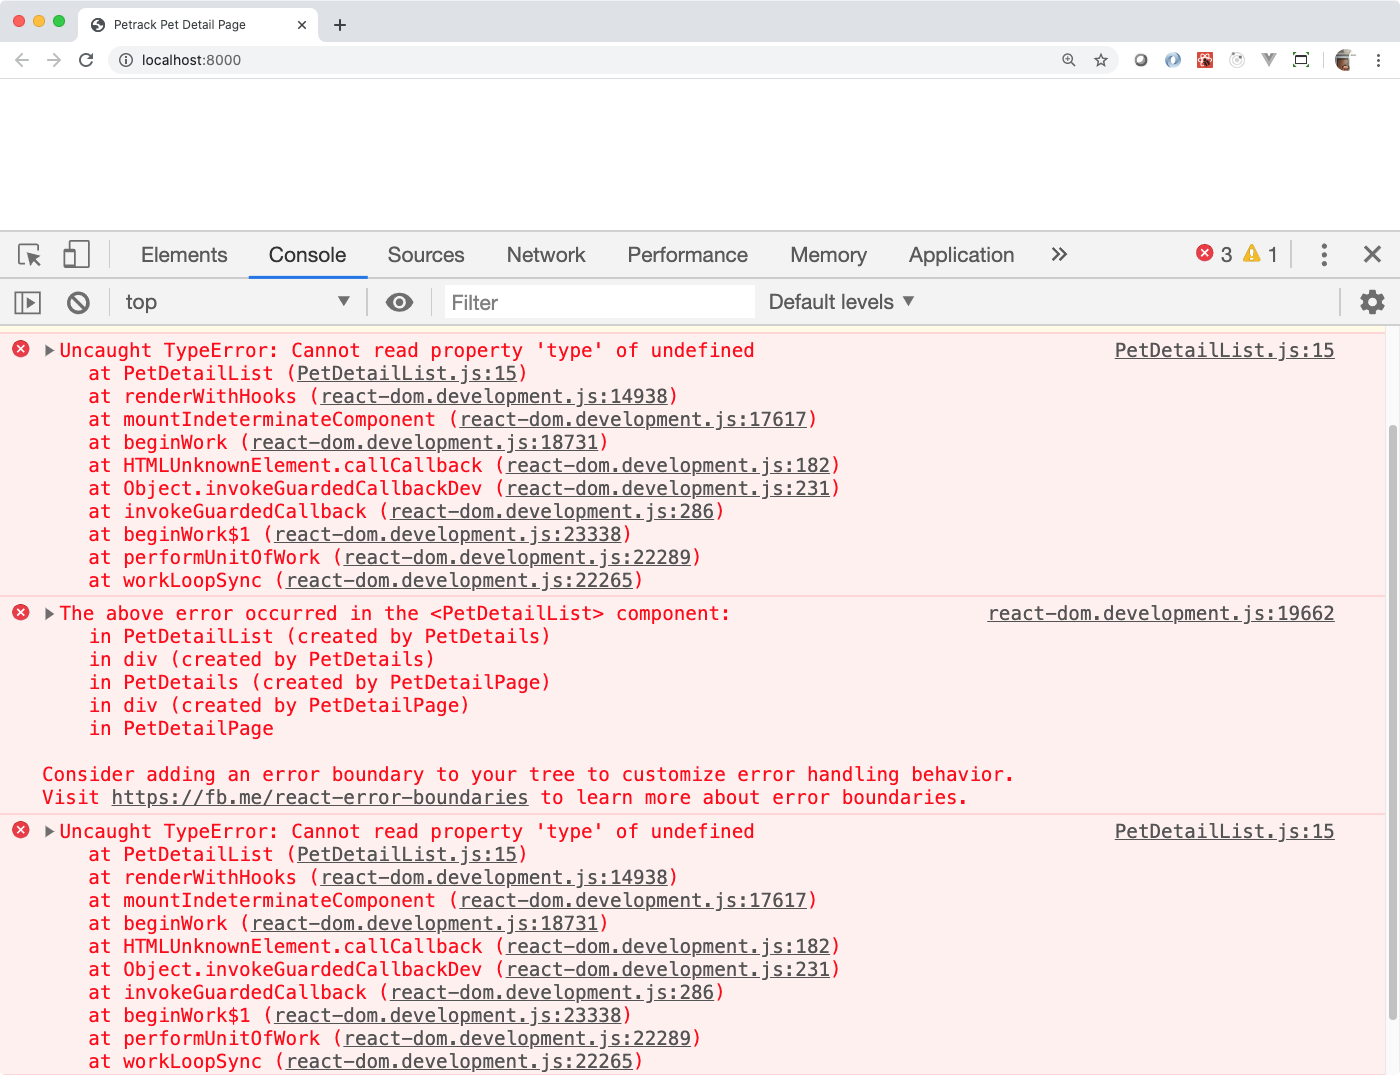 Petrack Pet Detail Page
localhost:8000
Elements Console Sources Network Performance Memory Application 3 1
top Filter Default levels
Uncaught TypeError: Cannot read property 'type' of undefined PetDetailList.js:15
at PetDetailList (PetDetailList.js:15)
at renderWithHooks (react-dom.development.js:14938)
at mountIndeterminateComponent (react-dom.development.js:17617)
at beginWork (react-dom.development.js:18731)
at HTMLUnknownElement.callCallback (react-dom.development.js:182)
at Object.invokeGuardedCallbackDev (react-dom.development.js:231)
at invokeGuardedCallback (react-dom.development.js:286)
at beginWork$1 (react-dom.development.js:23338)
at performUnitOfWork (react-dom.development.js:22289)
at workLoopSync (react-dom.development.js:22265)
The above error occurred in the <PetDetailList> component: react-dom.development.js:19662
in PetDetailList (created by PetDetails)
in div (created by PetDetails)
in PetDetails (created by PetDetailPage)
in div (created by PetDetailPage)
in PetDetailPage
Consider adding an error boundary to your tree to customize error handling behavior.
Visit https://fb.me/react-error-boundaries to learn more about error boundaries.
Uncaught TypeError: Cannot read property 'type' of undefined PetDetailList.js:15
at PetDetailList (PetDetailList.js:15)
at renderWithHooks (react-dom.development.js:14938)
at mountIndeterminateComponent (react-dom.development.js:17617)
at beginWork (react-dom.development.js:18731)
at HTMLUnknownElement.callCallback (react-dom.development.js:182)
at Object.invokeGuardedCallbackDev (react-dom.development.js:231)
at invokeGuardedCallback (react-dom.development.js:286)
at beginWork$1 (react-dom.development.js:23338)
at performUnitOfWork (react-dom.development.js:22289)
at workLoopSync (react-dom.development.js:22265)